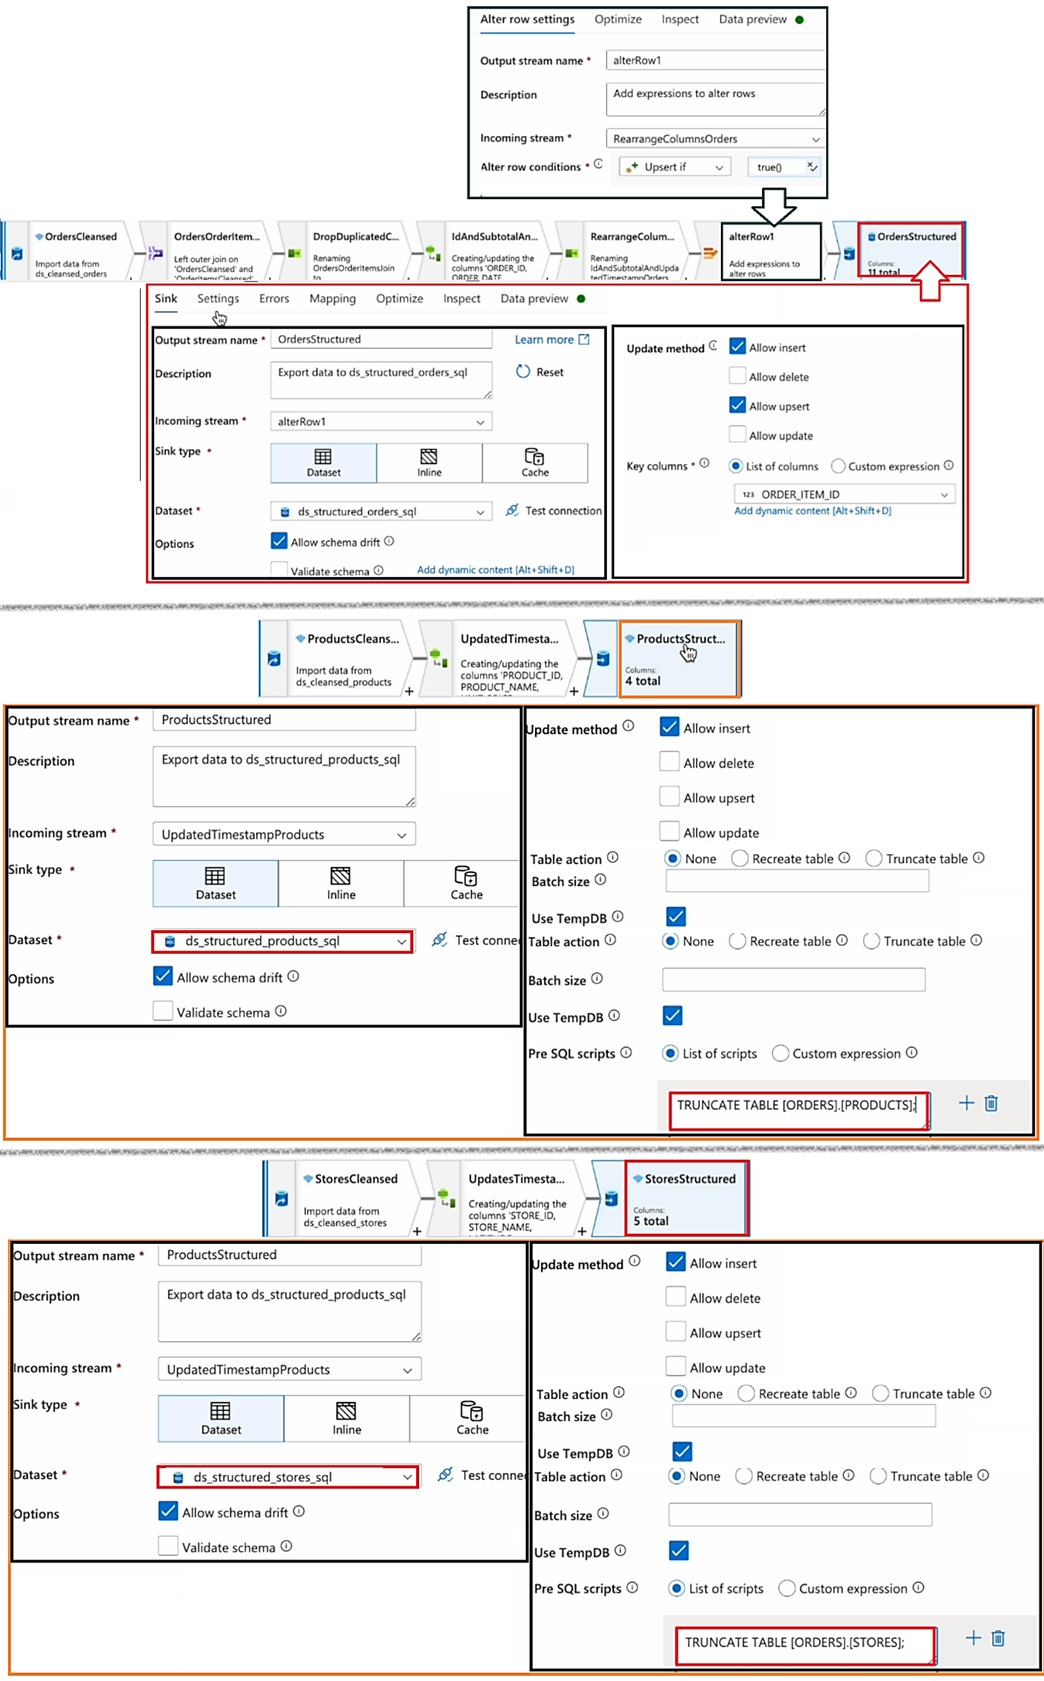 Alter row settings Optimize Inspect Data preview
Output stream name * alterRow1
Description Add expressions to alter rows
Incoming stream * RearrangeColumnsOrders
Alter row conditions * Upsert if true()
OrdersCleansed
Import data from
ds_cleansed_orders
OrdersOrderItem...
Left outer join on
'OrdersCleansed' and
DropDuplicatedC...
Renaming
OrdersOrderItemsJoin
to
IdAndSubtotalAn...
Creating/updating the
columns 'ORDER_ID,
ORDER_DATE
RearrangeColum...
Renaming
IdAndSubtotalAndUpda
tedTimestampOrders
alterRow1
Add expressions to
alter rows
OrdersStructured
Columns:
11 total
Sink Settings Errors Mapping Optimize Inspect Data preview
Output stream name * OrdersStructured Learn more
Description Export data to ds_structured_orders_sql Reset
Incoming stream * alterRow1
Sink type * Dataset Inline Cache
Dataset * ds_structured_orders_sql Test connection
Options Allow schema drift
Validate schema Add dynamic content [Alt+Shift+D]
Update method Allow insert
Allow delete
Allow upsert
Allow update
Key columns * List of columns Custom expression
123 ORDER_ITEM_ID
Add dynamic content [Alt+Shift+D]
ProductsCleans...
Import data from
ds_cleansed_products
UpdatedTimesta...
Creating/updating the
columns 'PRODUCT_ID,
PRODUCT_NAME,
ProductsStruct...
Columns:
4 total
Output stream name * ProductsStructured
Description Export data to ds_structured_products_sql
Incoming stream * UpdatedTimestampProducts
Sink type * Dataset Inline Cache
Dataset * ds_structured_products_sql Test conne
Options Allow schema drift
Validate schema
Update method Allow insert
Allow delete
Allow upsert
Allow update
Table action None Recreate table Truncate table
Batch size
Use TempDB
Table action None Recreate table Truncate table
Batch size
Use TempDB
Pre SQL scripts List of scripts Custom expression
TRUNCATE TABLE [ORDERS].[PRODUCTS];
StoresCleansed
Import data from
ds_cleansed_stores
UpdatesTimesta...
Creating/updating the
columns 'STORE_ID,
STORE_NAME,
StoresStructured
Columns:
5 total
Output stream name * ProductsStructured
Description Export data to ds_structured_products_sql
Incoming stream * UpdatedTimestampProducts
Sink type * Dataset Inline Cache
Dataset * ds_structured_stores_sql Test conne
Options Allow schema drift
Validate schema
Update method Allow insert
Allow delete
Allow upsert
Allow update
Table action None Recreate table Truncate table
Batch size
Use TempDB
Table action None Recreate table Truncate table
Batch size
Use TempDB
Pre SQL scripts List of scripts Custom expression
TRUNCATE TABLE [ORDERS].[STORES];